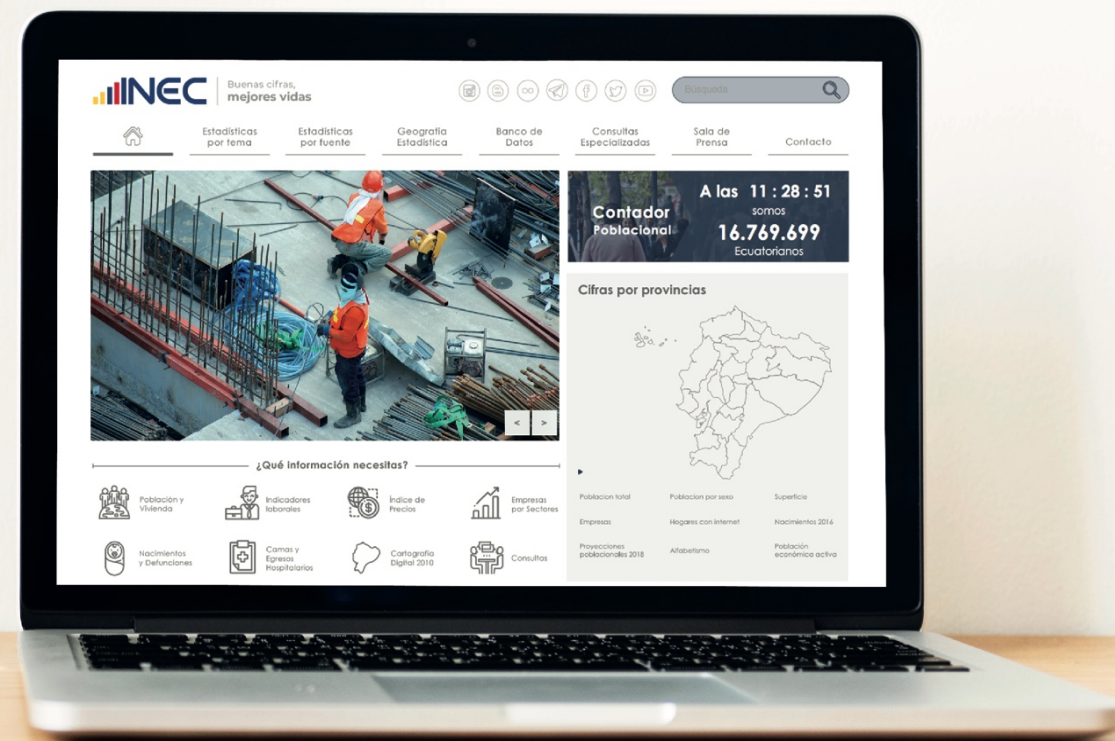 INEC
Buenas cifras,
mejores vidas
Búsqueda
Estadísticas
por tema
Estadísticas
por fuente
Geografía
Estadística
Banco de
Datos
Consultas
Especializadas
Sala de
Prensa
Contacto
Contador
Poblacional
A las 11 : 28 : 51
somos
16.769.699
Ecuatorianos
Cifras por provincias
< >
¿Qué información necesitas?
Población y
Vivienda
Indicadores
laborales
Índice de
Precios
Empresas
por Sectores
Nacimientos
y Defunciones
Camas y
Egresos
Hospitalarios
Cartografía
Digital 2010
Consultas
Poblacion total
Poblacion por sexo
Superficie
Empresas
Hogares con internet
Nacimientos 2016
Proyecciones
poblacionales 2018
Alfabetismo
Población
económica activa